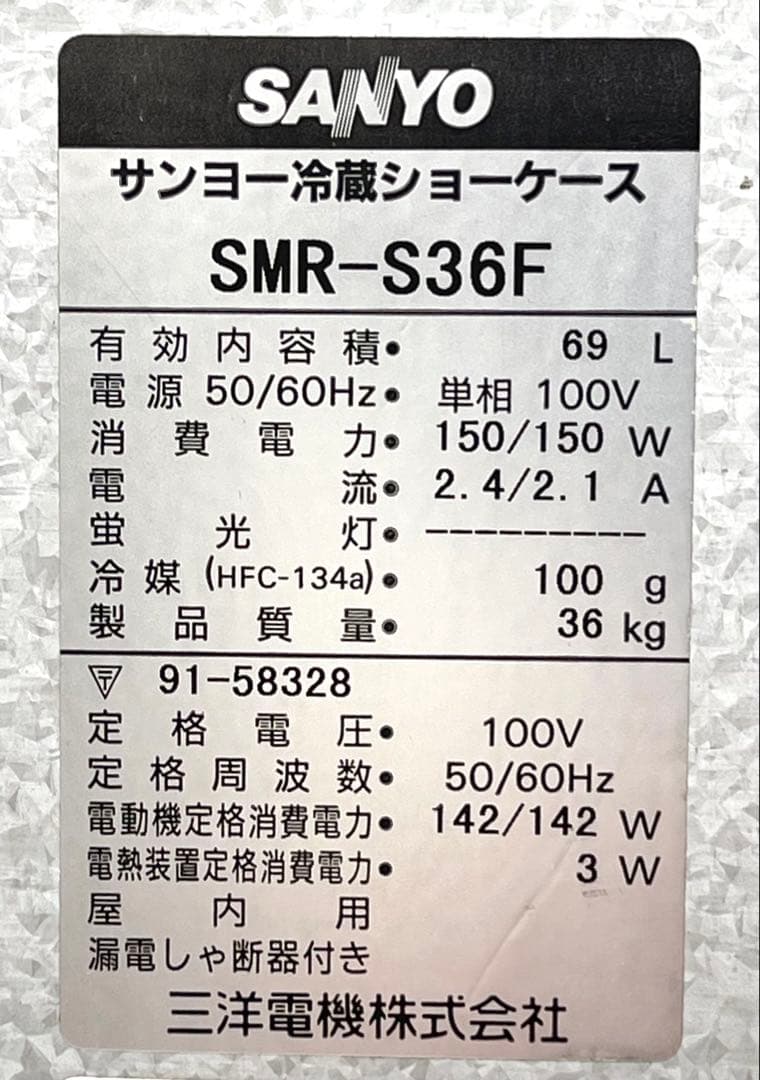 SANYO
サンヨー冷蔵ショーケース
SMR-S36F
有効内容積• 69 L
電源 50/60Hz• 単相 100V
消費電力• 150/150 W
電流• 2.4/2.1 A
蛍光灯• ---------
冷媒(HFC-134a)• 100 g
製品質量• 36 kg
91-58328
定格電圧• 100V
定格周波数• 50/60Hz
電動機定格消費電力• 142/142 W
電熱装置定格消費電力• 3 W
屋内用
漏電しゃ断器付き
三洋電機株式会社